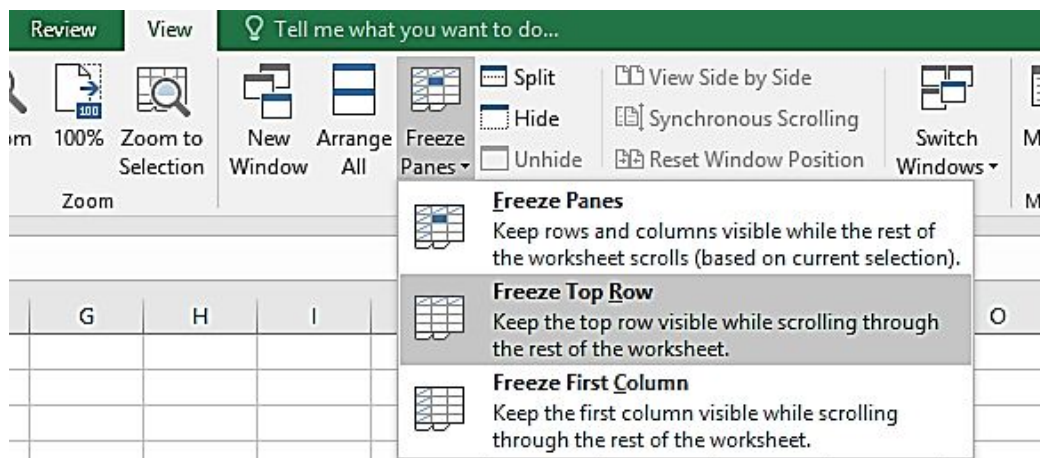 Review View Tell me what you want to do...
100% Zoom to Selection
Zoom
New Window
Arrange All
Freeze Panes
Split
Hide
Unhide
View Side by Side
Synchronous Scrolling
Reset Window Position
Switch Windows
Freeze Panes
Keep rows and columns visible while the rest of
the worksheet scrolls (based on current selection).
Freeze Top Row
Keep the top row visible while scrolling through
the rest of the worksheet.
Freeze First Column
Keep the first column visible while scrolling
through the rest of the worksheet.
G H I O